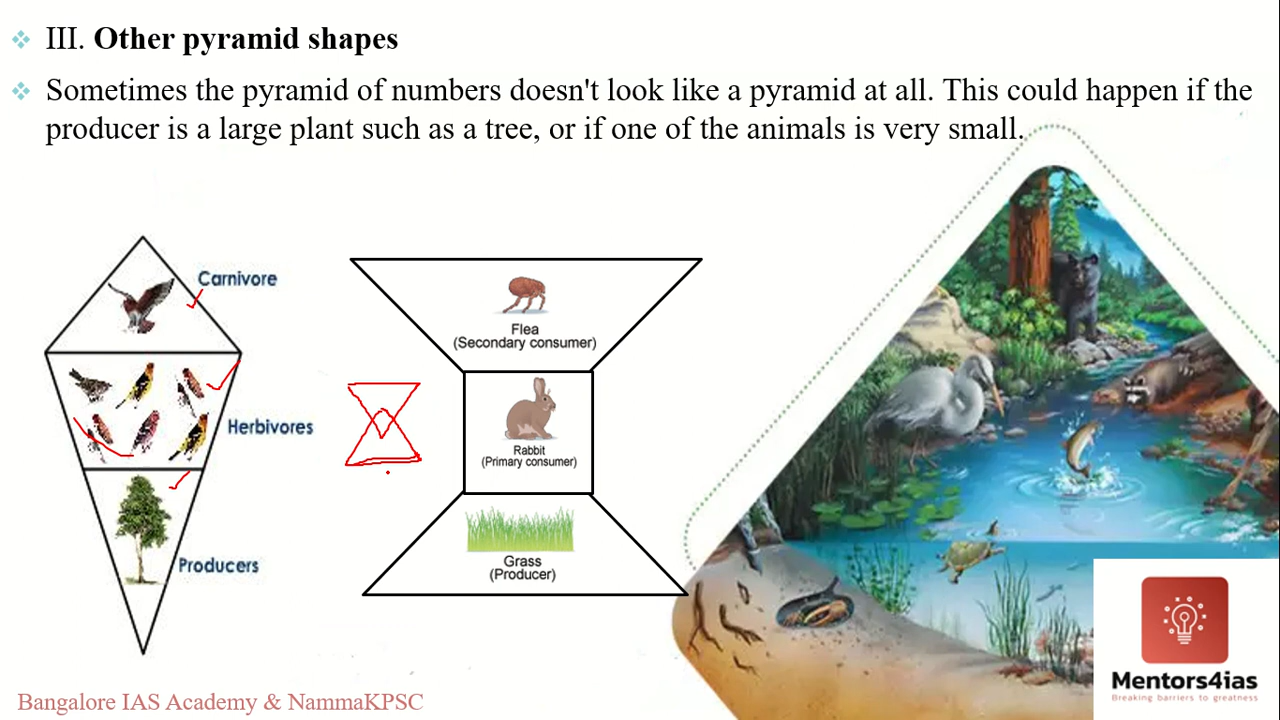 III. Other pyramid shapes
Sometimes the pyramid of numbers doesn't look like a pyramid at all. This could happen if the
producer is a large plant such as a tree, or if one of the animals is very small.
Carnivore
Herbivores
Producers
Flea
(Secondary consumer)
Rabbit
(Primary consumer)
Grass
(Producer)
Mentors4ias
Breaking barriers to greatness
Bangalore IAS Academy & NammaKPSC